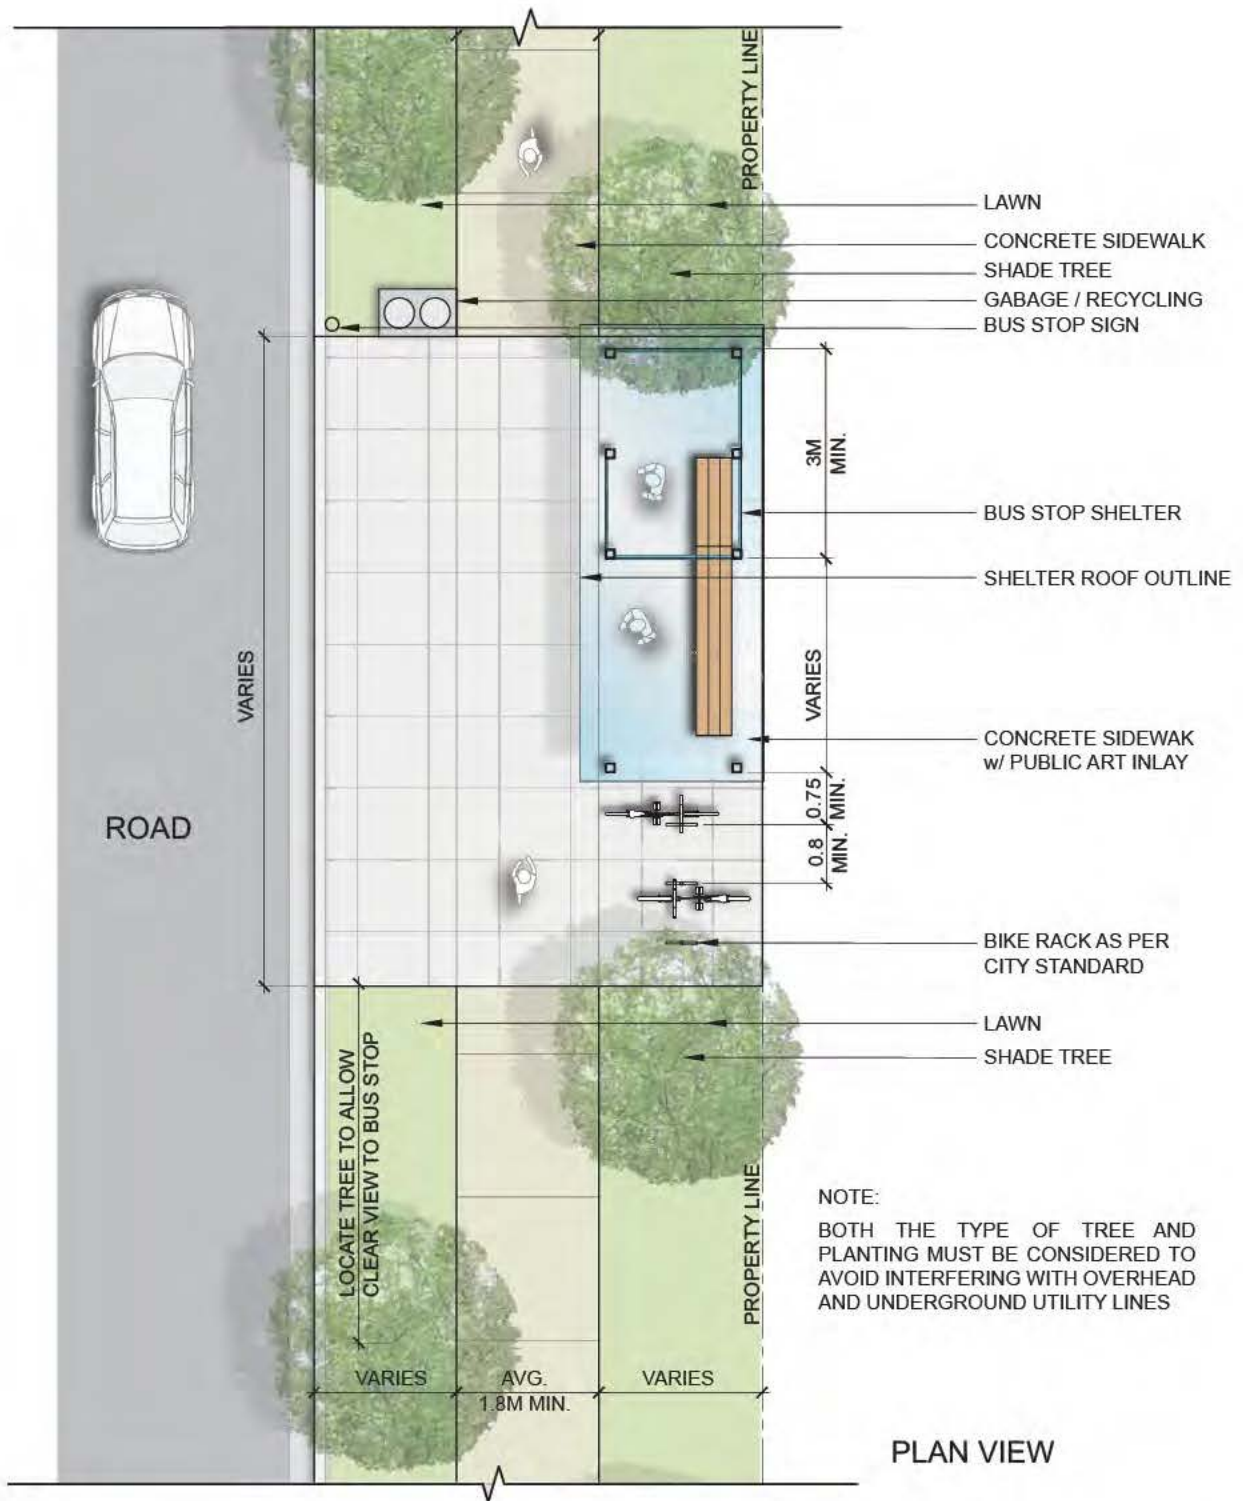 PROPERTY LINE
LAWN
CONCRETE SIDEWALK
SHADE TREE
GABAGE / RECYCLING
BUS STOP SIGN
3M
MIN.
BUS STOP SHELTER
SHELTER ROOF OUTLINE
VARIES
VARIES
CONCRETE SIDEWAK
w/ PUBLIC ART INLAY
0.75
MIN.
ROAD
0.8
MIN.
BIKE RACK AS PER
CITY STANDARD
LAWN
SHADE TREE
LOCATE TREE TO ALLOW
CLEAR VIEW TO BUS STOP
PROPERTY LINE
NOTE:
BOTH THE TYPE OF TREE AND
PLANTING MUST BE CONSIDERED TO
AVOID INTERFERING WITH OVERHEAD
AND UNDERGROUND UTILITY LINES
VARIES
AVG.
1.8M MIN.
VARIES
PLAN VIEW